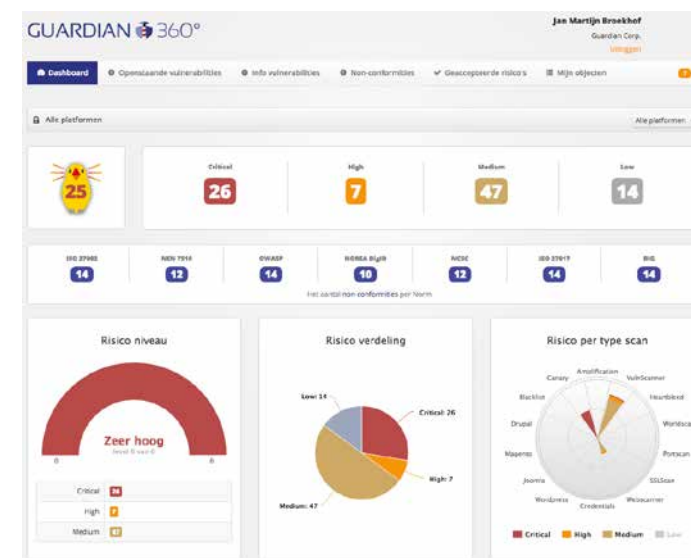 GUARDIAN 360°
Jan Martijn Broekhof
Guardian Corp.
Uitloggen
Dashboard
Openstaande vulnerabilities
Info vulnerabilities
Non-conformities
Geaccepteerde risico's
Mijn objecten
Alle platformen
Alle platformen
25
Critical
High
Medium
Low
26
7
47
14
ISO 27002
NEN 7510
OWASP
NOREA DigiD
NCSC
ISO 27017
BIG
14
12
14
10
12
14
14
Het aantal non-conformities per Norm
Risico niveau
Zeer hoog
Critical 26
High 7
Medium 47
Risico verdeling
Low: 14
Critical: 26
High: 7
Medium: 47
Risico per type scan
Amplification
Canary
VulnScanner
Blacklist
Heartbleed
Drupal
Worldsca
Magento
Portscan
Joomla
SSLScan
Wordpress
Webscanner
Credentials
Critical
High
Medium
Low